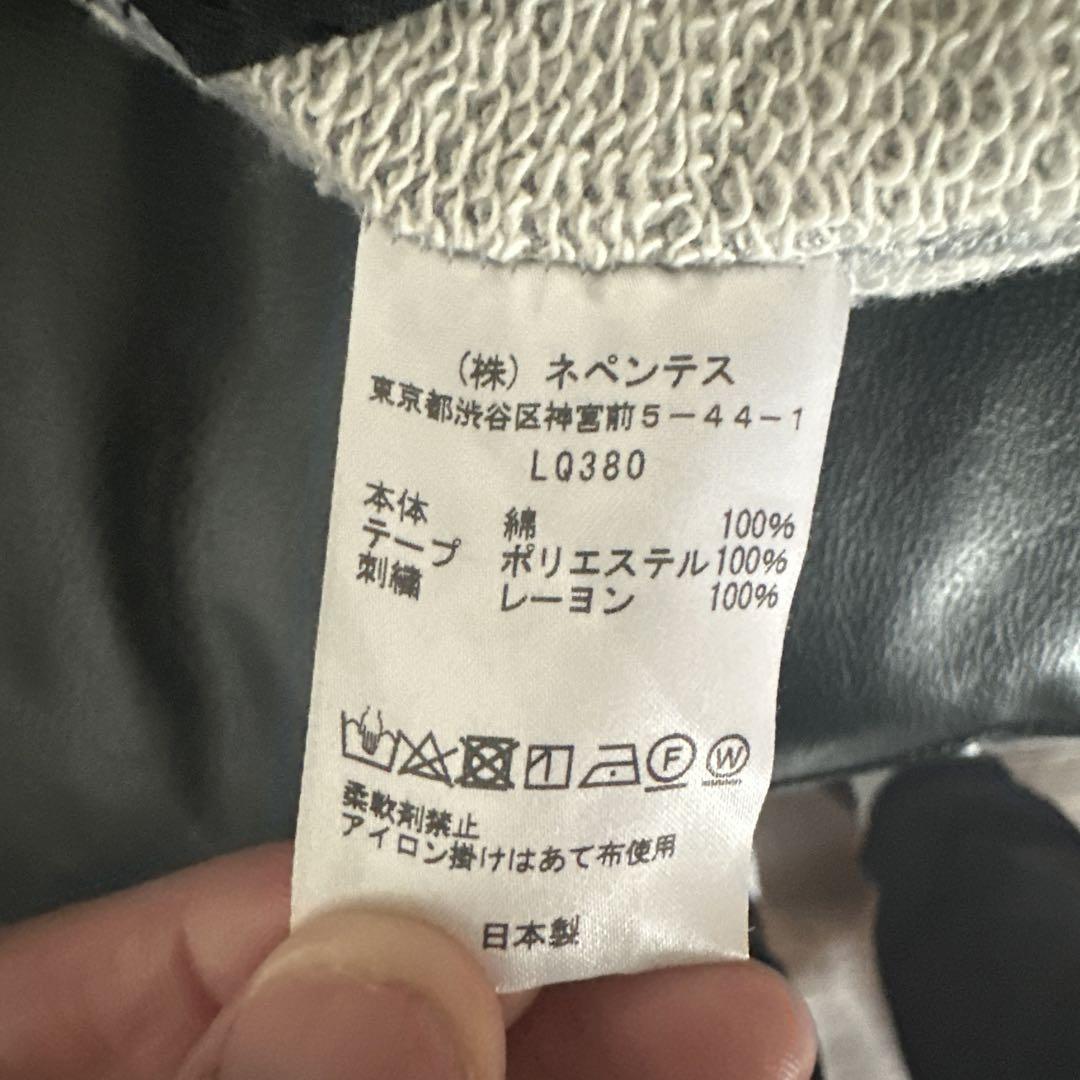 (株) ネペンテス
東京都渋谷区神宮前5-44-1
LQ380
本体 綿 100%
テープ ポリエステル 100%
刺繍 レーヨン 100%
F W
柔軟剤禁止
アイロン掛けはあて布使用
日本製